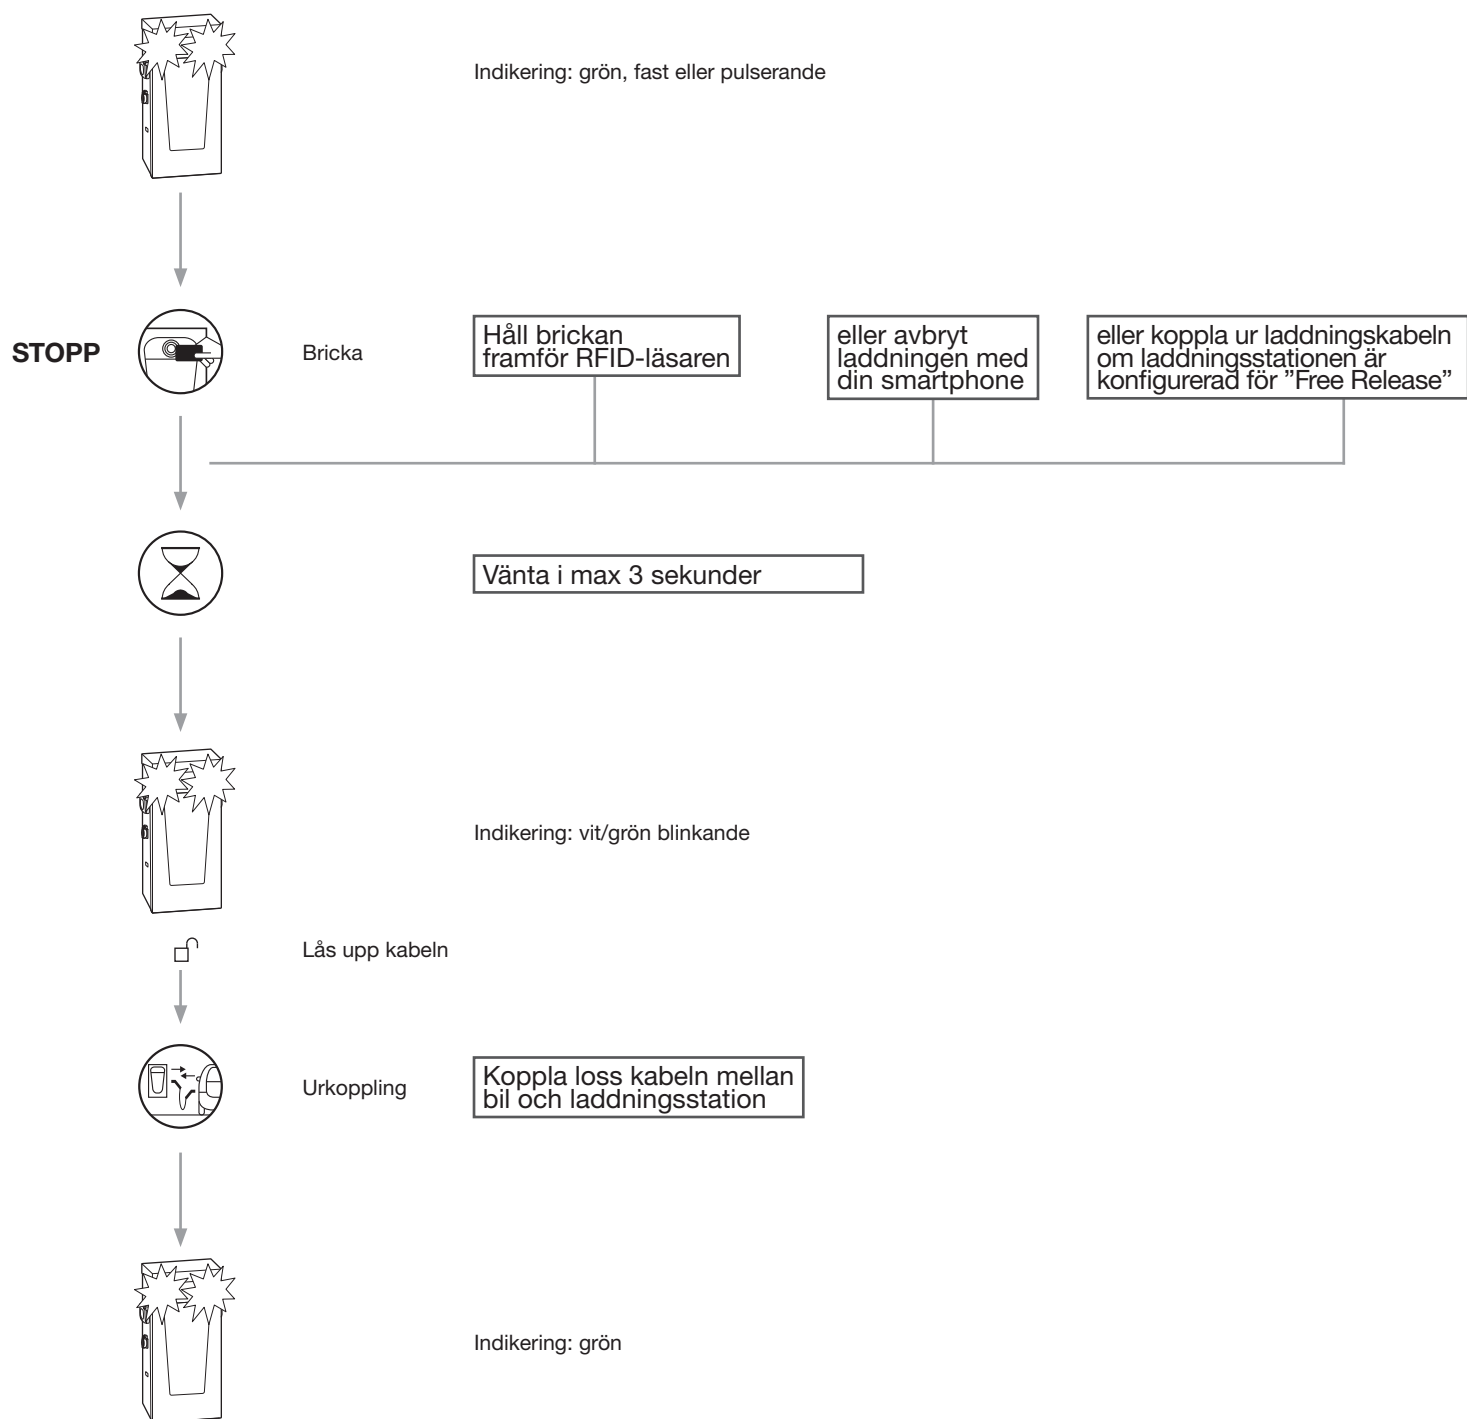 Indikering: grön, fast eller pulserande
STOPP
Bricka
Håll brickan
framför RFID-läsaren
eller avbryt
laddningen med
din smartphone
eller koppla ur laddningskabeln
om laddningsstationen är
konfigurerad för ”Free Release”
Vänta i max 3 sekunder
Indikering: vit/grön blinkande
Lås upp kabeln
Urkoppling
Koppla loss kabeln mellan
bil och laddningsstation
Indikering: grön